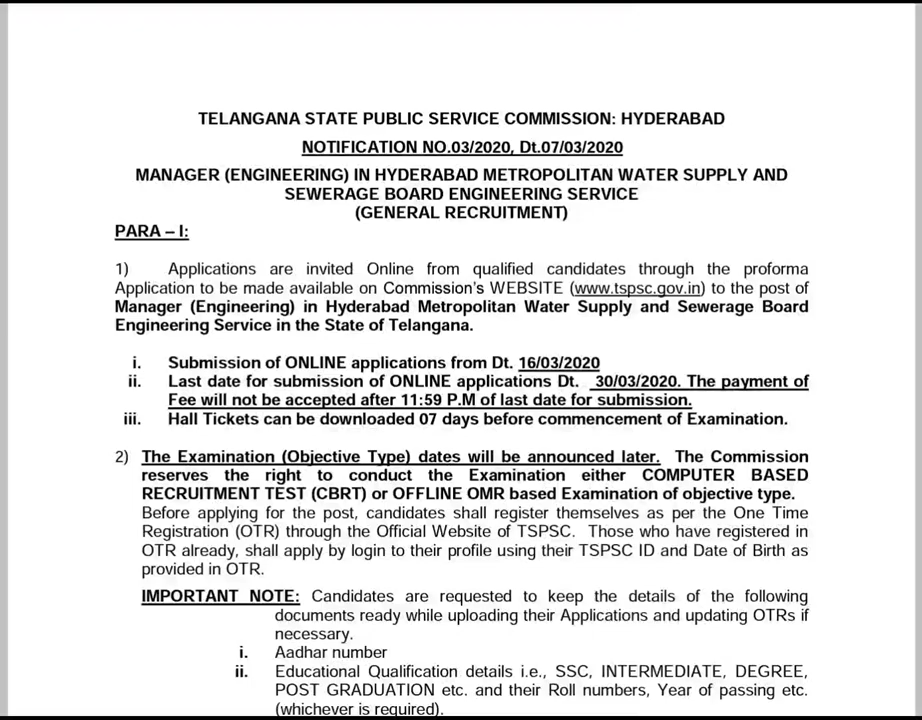 TELANGANA STATE PUBLIC SERVICE COMMISSION: HYDERABAD
NOTIFICATION NO.03/2020, Dt.07/03/2020
MANAGER (ENGINEERING) IN HYDERABAD METROPOLITAN WATER SUPPLY AND
SEWERAGE BOARD ENGINEERING SERVICE
(GENERAL RECRUITMENT)
PARA – I:
1) Applications are invited Online from qualified candidates through the proforma
Application to be made available on Commission's WEBSITE (www.tspsc.gov.in) to the post of
Manager (Engineering) in Hyderabad Metropolitan Water Supply and Sewerage Board
Engineering Service in the State of Telangana.
i. Submission of ONLINE applications from Dt. 16/03/2020
ii. Last date for submission of ONLINE applications Dt. 30/03/2020. The payment of
Fee will not be accepted after 11:59 P.M of last date for submission.
iii. Hall Tickets can be downloaded 07 days before commencement of Examination.
2) The Examination (Objective Type) dates will be announced later. The Commission
reserves the right to conduct the Examination either COMPUTER BASED
RECRUITMENT TEST (CBRT) or OFFLINE OMR based Examination of objective type.
Before applying for the post, candidates shall register themselves as per the One Time
Registration (OTR) through the Official Website of TSPSC. Those who have registered in
OTR already, shall apply by login to their profile using their TSPSC ID and Date of Birth as
provided in OTR.
IMPORTANT NOTE: Candidates are requested to keep the details of the following
documents ready while uploading their Applications and updating OTRs if
necessary.
i. Aadhar number
ii. Educational Qualification details i.e., SSC, INTERMEDIATE, DEGREE,
POST GRADUATION etc. and their Roll numbers, Year of passing etc.
(whichever is required).